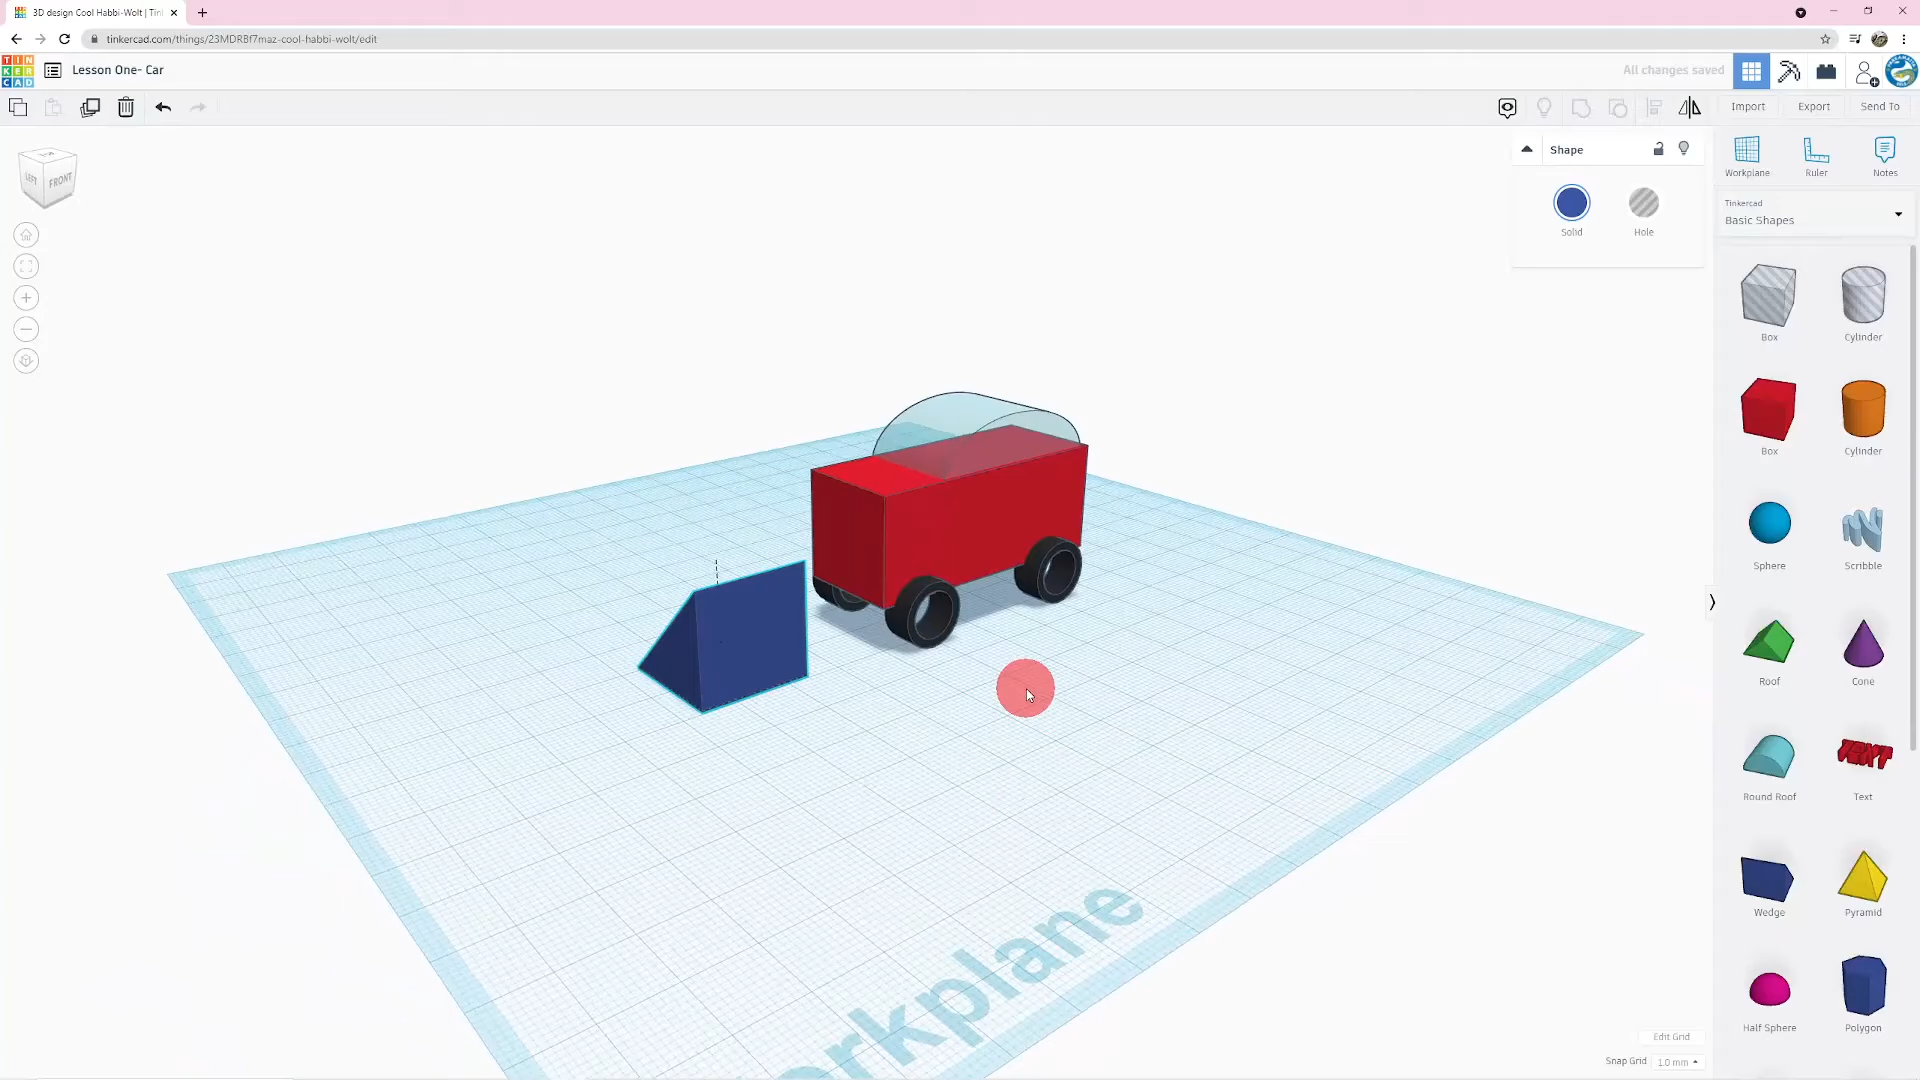 3D design Cool Habbi-Wolt | Tin
tinkercad.com/things/23MDRBf7maz-cool-habbi-wolt/edit
TIN
KER
CAD
Lesson One- Car
All changes saved
Import
Export
Send To
LEFT
FRONT
Shape
Solid
Hole
Workplane
Ruler
Notes
Tinkercad
Basic Shapes
Box
Cylinder
Box
Cylinder
Sphere
Scribble
Roof
Cone
TEXT
Round Roof
Text
Wedge
Pyramid
Half Sphere
Polygon
orkplane
Edit Grid
Snap Grid
1.0 mm